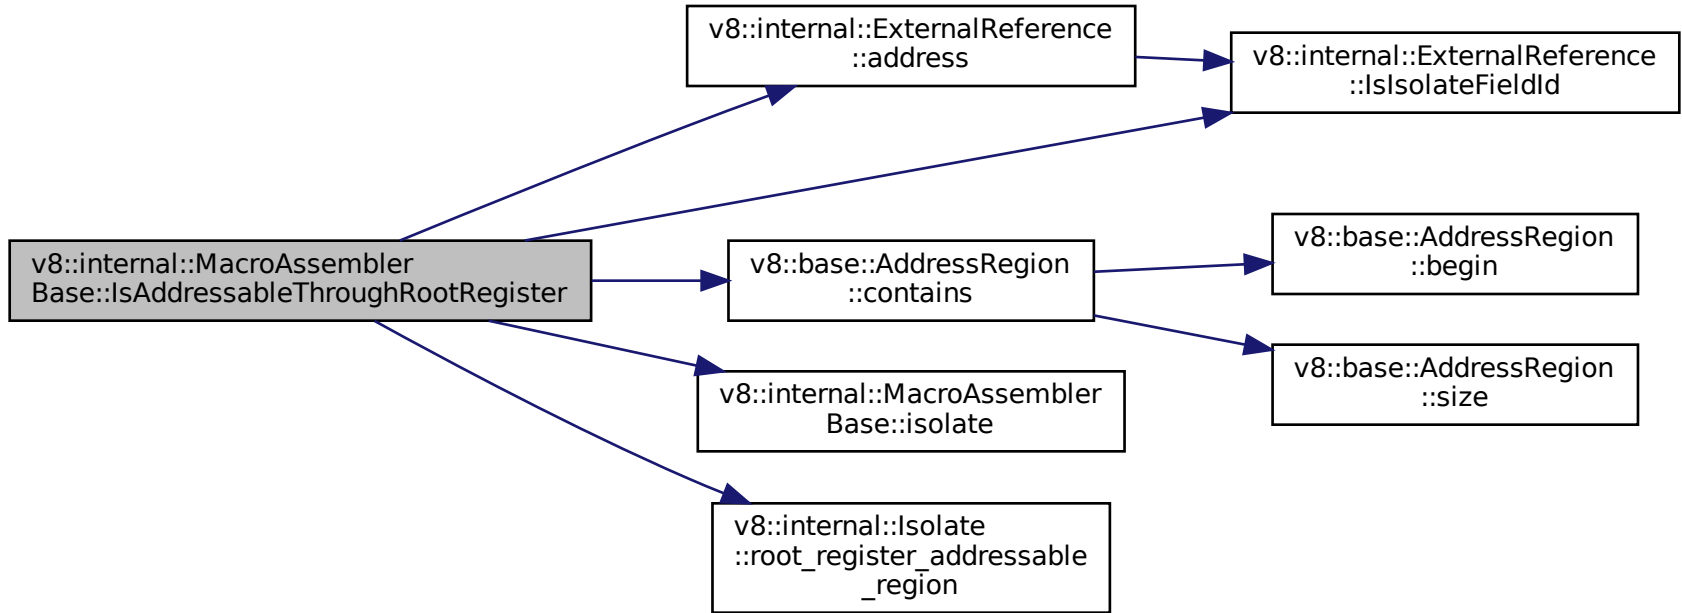 v8::internal::MacroAssembler
Base::IsAddressableThroughRootRegister
v8::internal::ExternalReference
::address
v8::internal::ExternalReference
::IsIsolateFieldId
v8::base::AddressRegion
::contains
v8::base::AddressRegion
::begin
v8::base::AddressRegion
::size
v8::internal::MacroAssembler
Base::isolate
v8::internal::Isolate
::root_register_addressable
_region